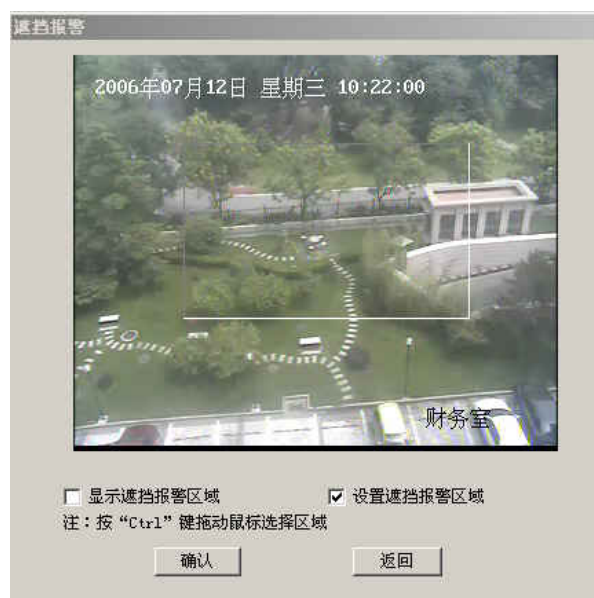 遮挡报警
2006年07月12日 星期三 10:22:00
财务室
显示遮挡报警区域
设置遮挡报警区域
注：按“Ctrl”键拖动鼠标选择区域
确认
返回